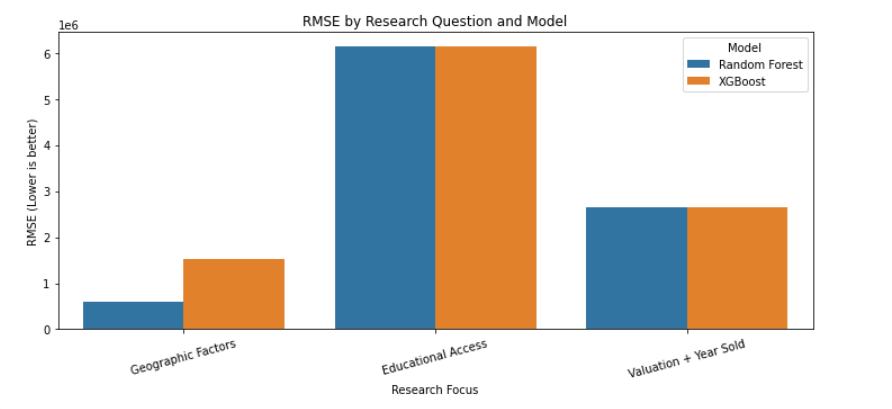 RMSE by Research Question and Model
1e6
6
5
4
3
2
1
0
RMSE (Lower is better)
Model
Random Forest
XGBoost
Geographic Factors
Educational Access
Valuation + Year Sold
Research Focus